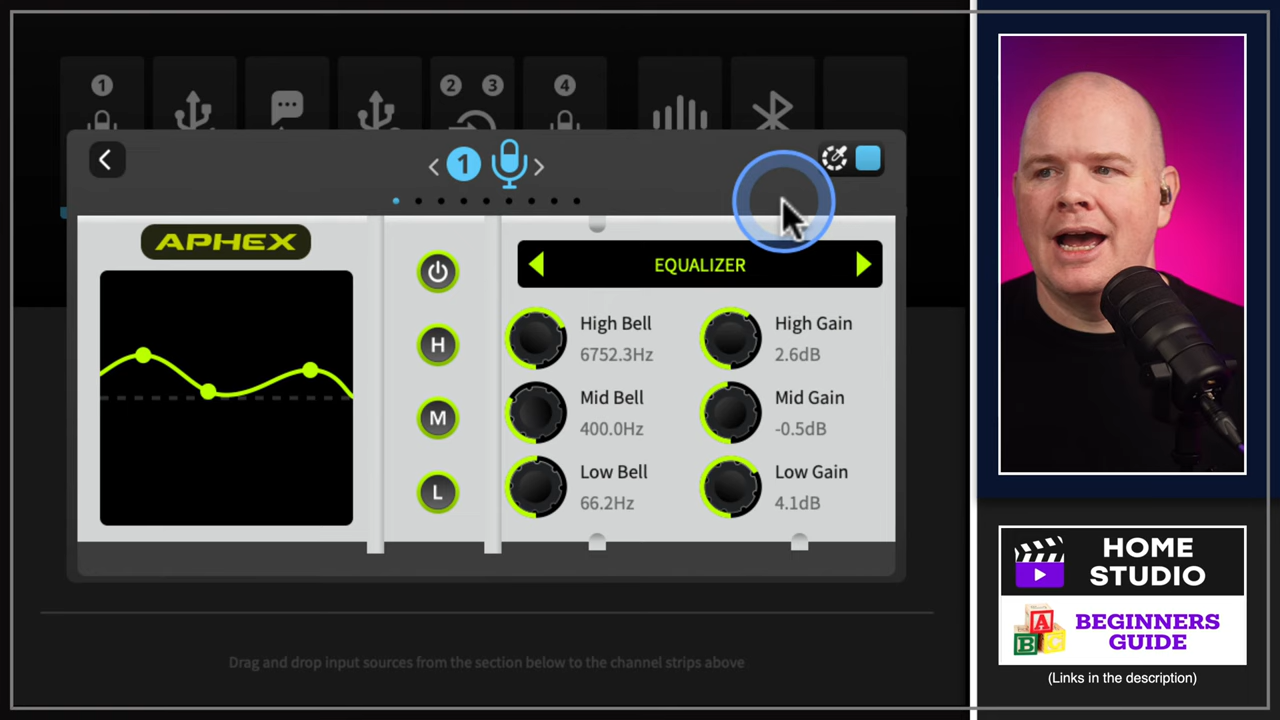 1
2
3
4
1
APHEX
EQUALIZER
H
M
L
High Bell
6752.3Hz
High Gain
2.6dB
Mid Bell
400.0Hz
Mid Gain
-0.5dB
Low Bell
66.2Hz
Low Gain
4.1dB
Drag and drop input sources from the section below to the channel strips above
HOME
STUDIO
A
B
C
BEGINNERS
GUIDE
(Links in the description)